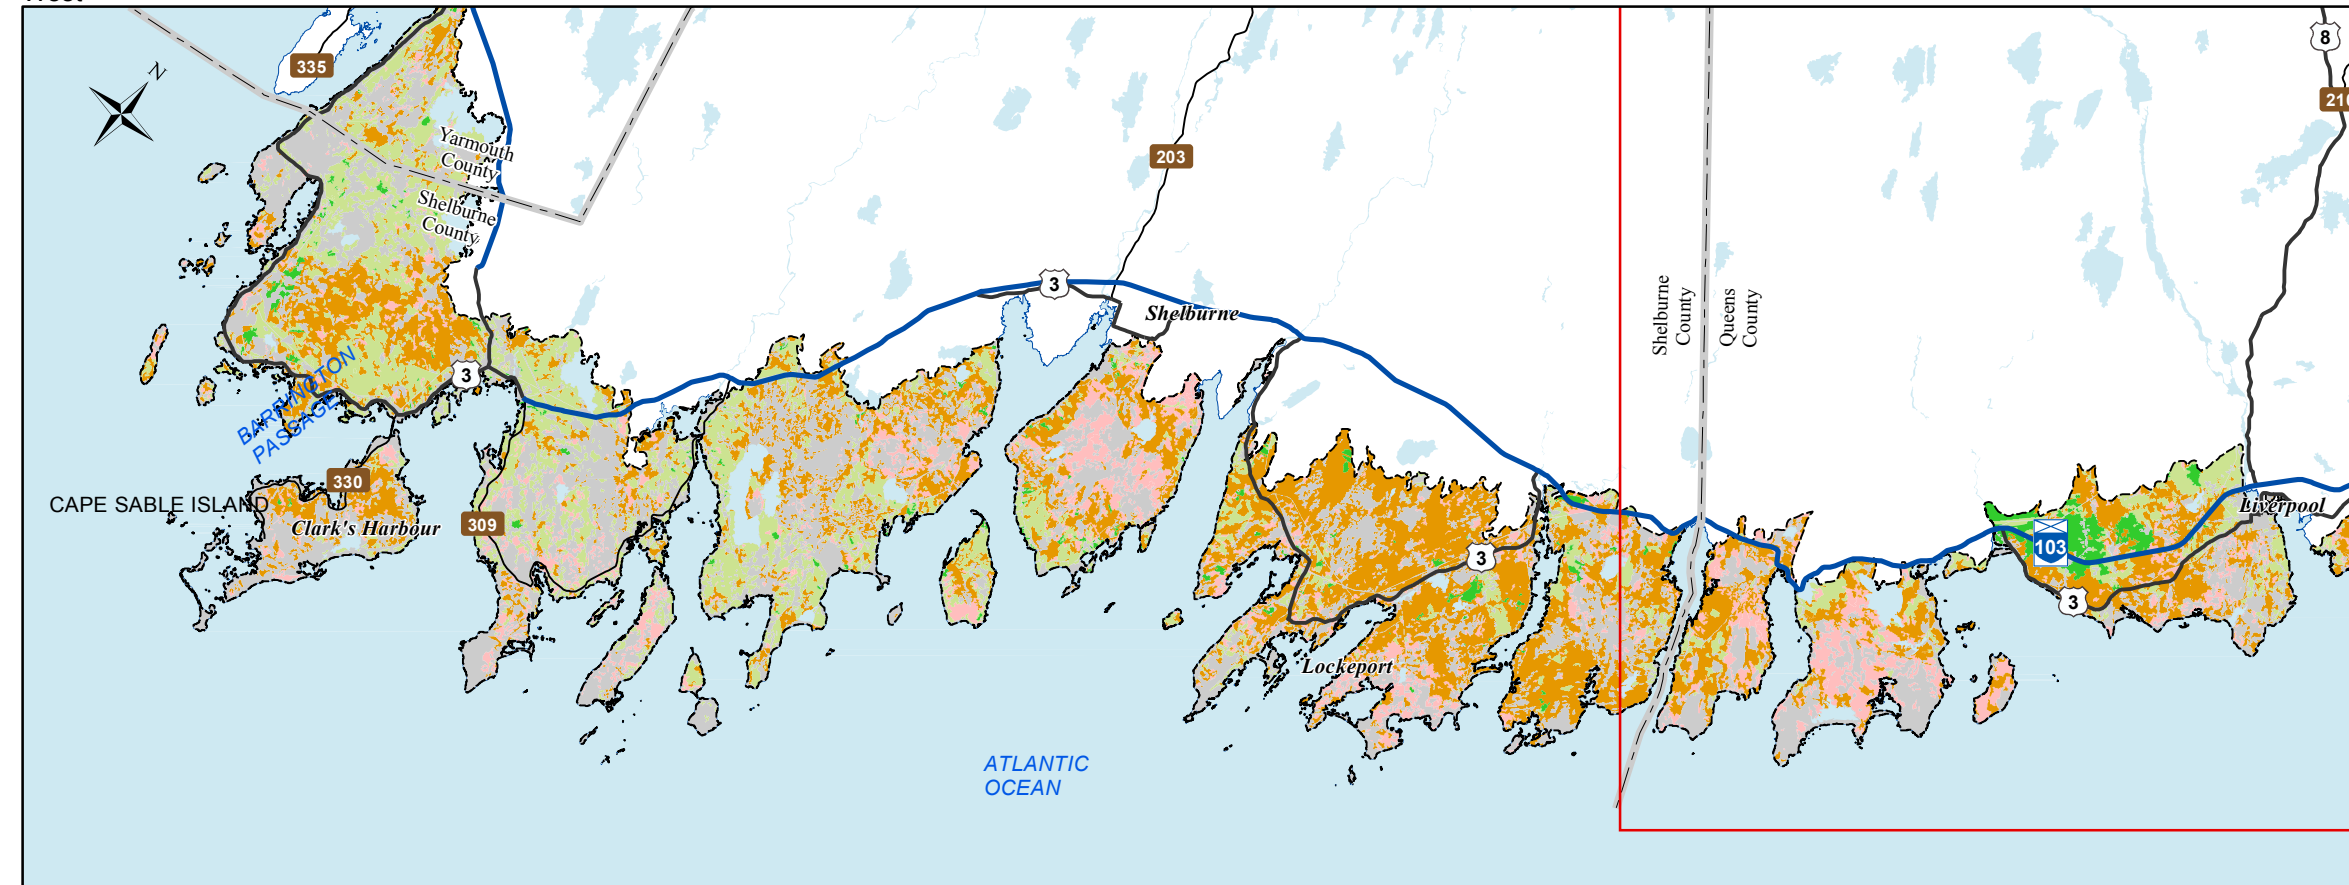 8
N
335
210
Yarmouth
County
203
Shelburne
County
3
Shelburne
Shelburne
County
Queens
County
3
BARRINGTON
PASSAGE
330
CAPE SABLE ISLAND
Clark's Harbour
309
Liverpool
103
3
3
Lockeport
ATLANTIC
OCEAN